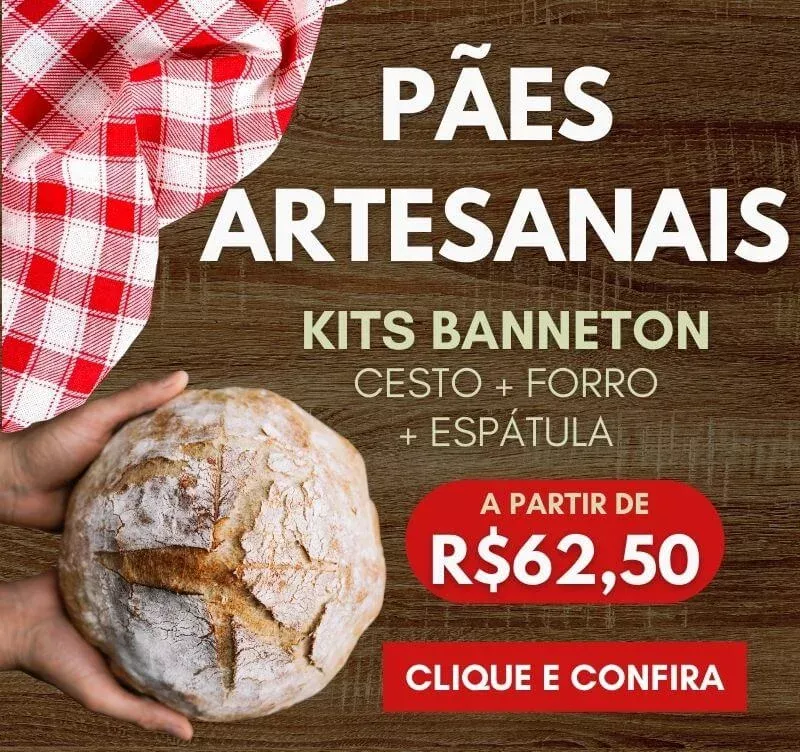 PÃES
ARTESANAIS
KITS BANNETON
CESTO + FORRO
+ ESPÁTULA
A PARTIR DE
R$62,50
CLIQUE E CONFIRA